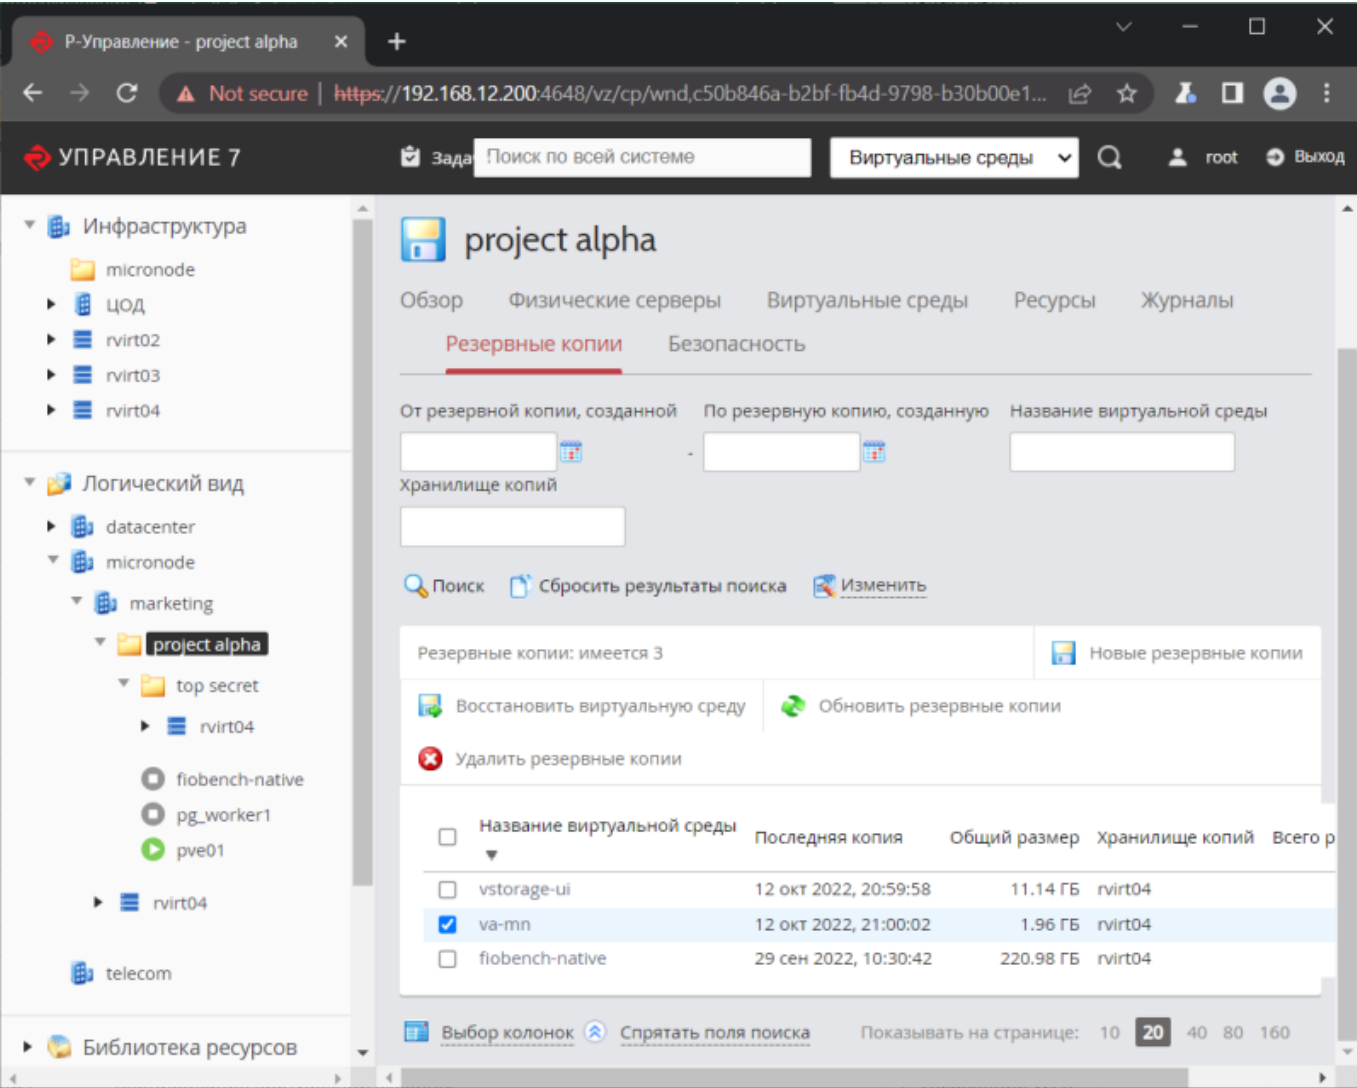 Р-Управление - project alpha
Not secure | https://192.168.12.200:4648/vz/cp/wnd,c50b846a-b2bf-fb4d-9798-b30b00e1...
УПРАВЛЕНИЕ 7
Зада
Поиск по всей системе
Виртуальные среды
root
Выход
Инфраструктура
micronode
ЦОД
rvirt02
rvirt03
rvirt04
Логический вид
datacenter
micronode
marketing
project alpha
top secret
rvirt04
fiobench-native
pg_worker1
pve01
rvirt04
telecom
Библиотека ресурсов
project alpha
Обзор Физические серверы Виртуальные среды Ресурсы Журналы
Резервные копии Безопасность
От резервной копии, созданной По резервную копию, созданную Название виртуальной среды
-
Хранилище копий
Поиск Сбросить результаты поиска Изменить
Резервные копии: имеется 3 Новые резервные копии
Восстановить виртуальную среду Обновить резервные копии
Удалить резервные копии
Название виртуальной среды Последняя копия Общий размер Хранилище копий Всего р
vstorage-ui 12 окт 2022, 20:59:58 11.14 ГБ rvirt04
va-mn 12 окт 2022, 21:00:02 1.96 ГБ rvirt04
fiobench-native 29 сен 2022, 10:30:42 220.98 ГБ rvirt04
Выбор колонок Спрятать поля поиска Показывать на странице: 10 20 40 80 160